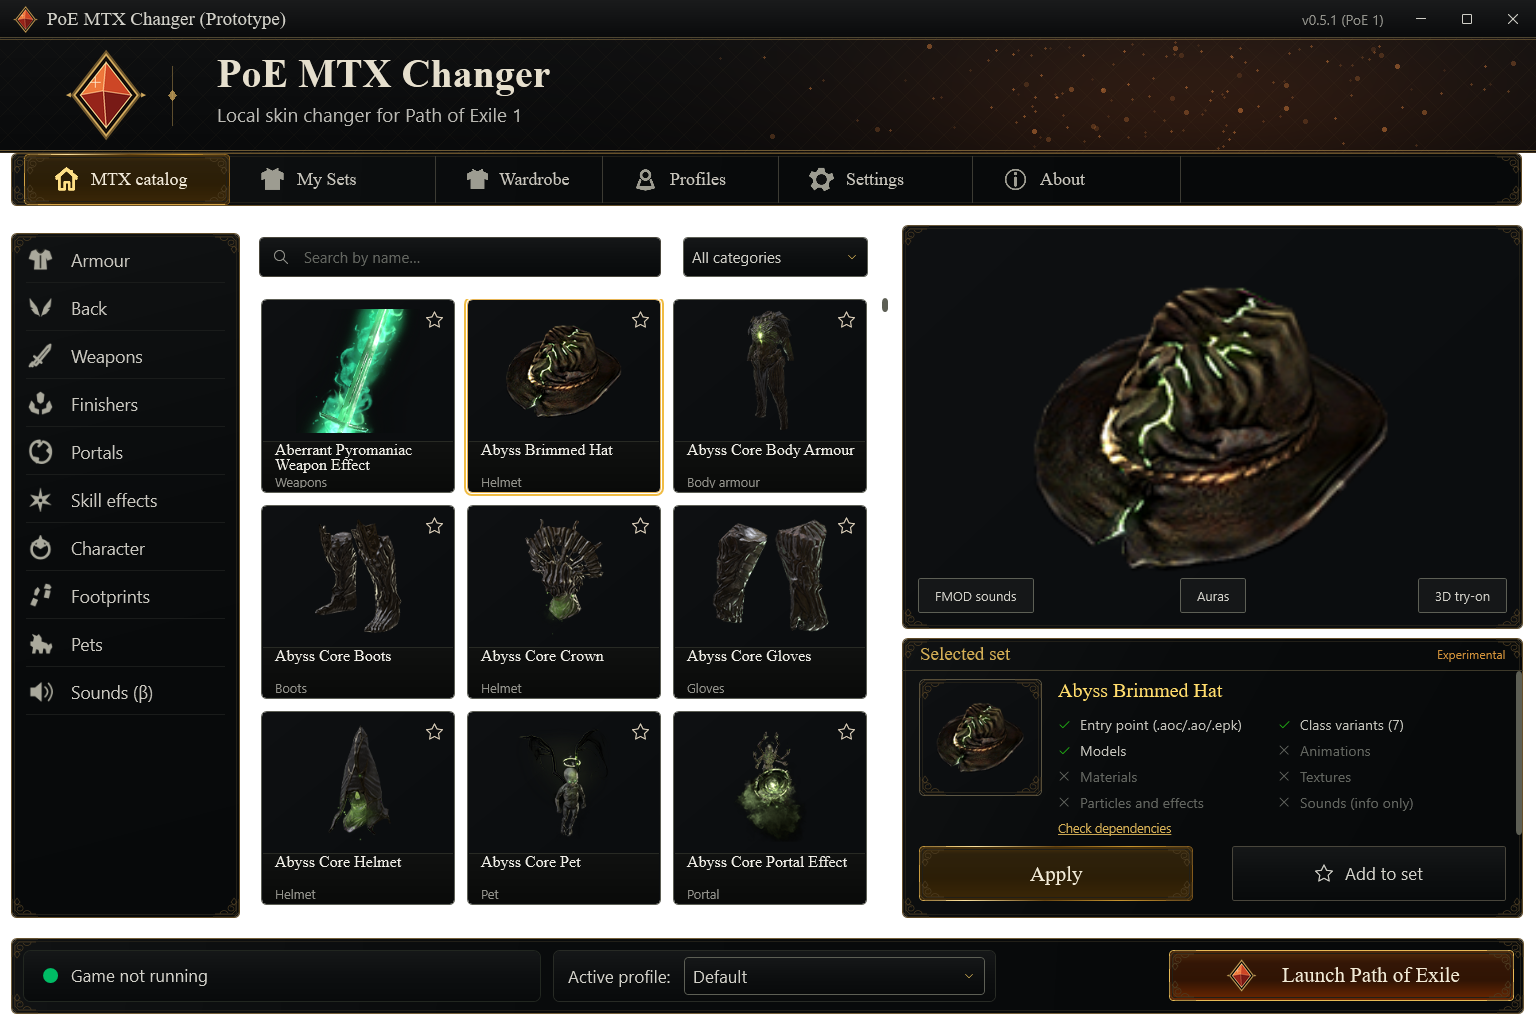 PoE MTX Changer (Prototype)
v0.5.1 (PoE 1)
PoE MTX Changer
Local skin changer for Path of Exile 1
MTX catalog
My Sets
Wardrobe
Profiles
Settings
About
Armour
Back
Weapons
Finishers
Portals
Skill effects
Character
Footprints
Pets
Sounds (β)
Search by name...
All categories
Aberrant Pyromaniac
Weapon Effect
Weapons
Abyss Brimmed Hat
Helmet
Abyss Core Body Armour
Body armour
Abyss Core Boots
Boots
Abyss Core Crown
Helmet
Abyss Core Gloves
Gloves
Abyss Core Helmet
Helmet
Abyss Core Pet
Pet
Abyss Core Portal Effect
Portal
FMOD sounds
Auras
3D try-on
Selected set
Experimental
Abyss Brimmed Hat
Entry point (.aoc/.ao/.epk)
Class variants (7)
Models
Animations
Materials
Textures
Particles and effects
Sounds (info only)
Check dependencies
Apply
Add to set
Game not running
Active profile:
Default
Launch Path of Exile